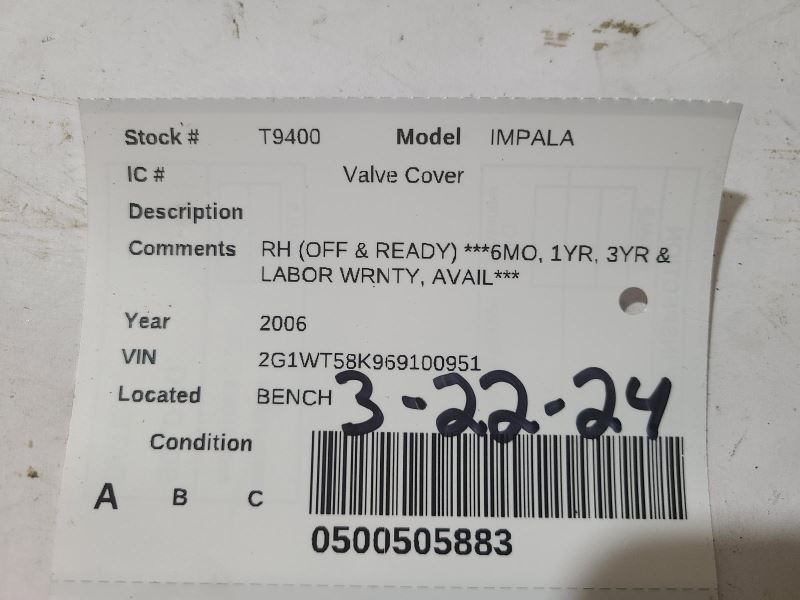 Stock # T9400 Model IMPALA
IC # Valve Cover
Description
Comments RH (OFF & READY) ***6MO, 1YR, 3YR &
LABOR WRNTY, AVAIL***
Year 2006
VIN 2G1WT58K969100951
Located BENCH 3-22-24
Condition
A B C
0500505883